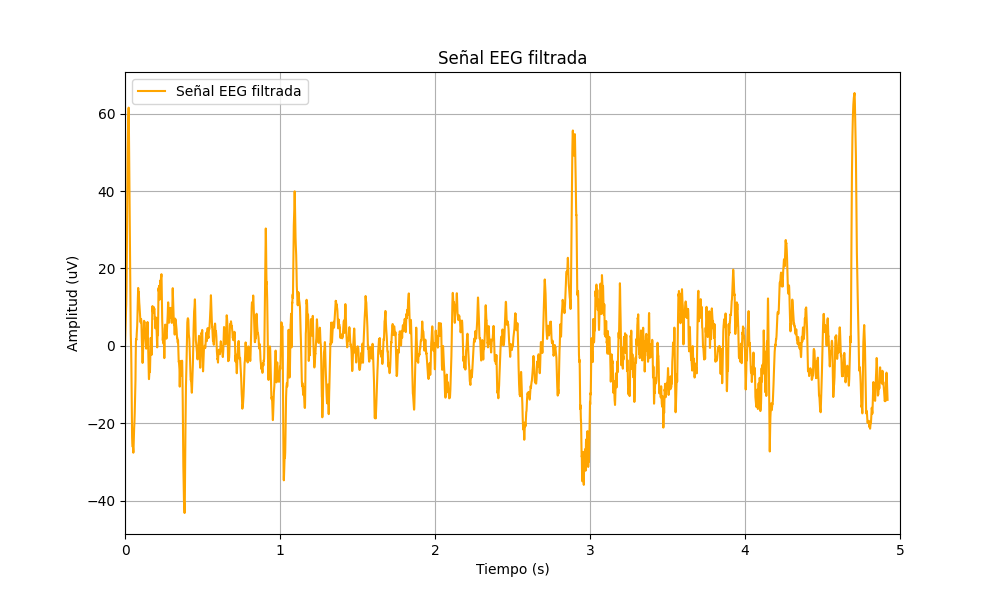 Señal EEG filtrada
Señal EEG filtrada
60
40
20
0
−20
−40
Amplitud (uV)
0 1 2 3 4 5
Tiempo (s)